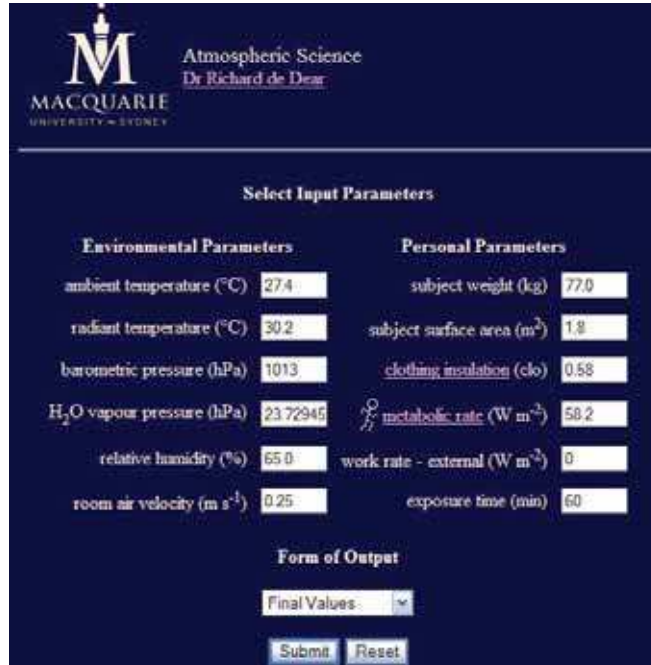 Atmospheric Science
Dr Richard de Dear
MACQUARIE
UNIVERSITY ~ SYDNEY
Select Input Parameters
Environmental Parameters
ambient temperature (°C) 27.4
radiant temperature (°C) 30.2
barometric pressure (hPa) 1013
H₂O vapour pressure (hPa) 23.72945
relative humidity (%) 65.0
room air velocity (m s⁻¹) 0.25
Personal Parameters
subject weight (kg) 77.0
subject surface area (m²) 1.8
clothing insulation (clo) 0.58
metabolic rate (W m⁻²) 58.2
work rate - external (W m⁻²) 0
exposure time (min) 60
Form of Output
Final Values
Submit Reset